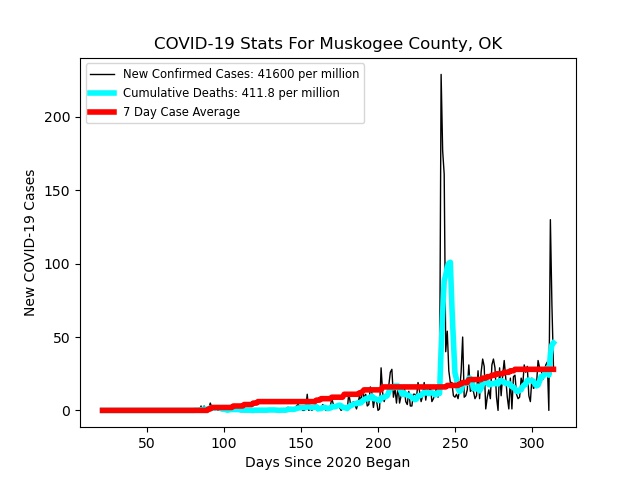 COVID-19 Stats For Muskogee County, OK
New Confirmed Cases: 41600 per million
Cumulative Deaths: 411.8 per million
7 Day Case Average
New COVID-19 Cases
200
150
100
50
0
50 100 150 200 250 300
Days Since 2020 Began